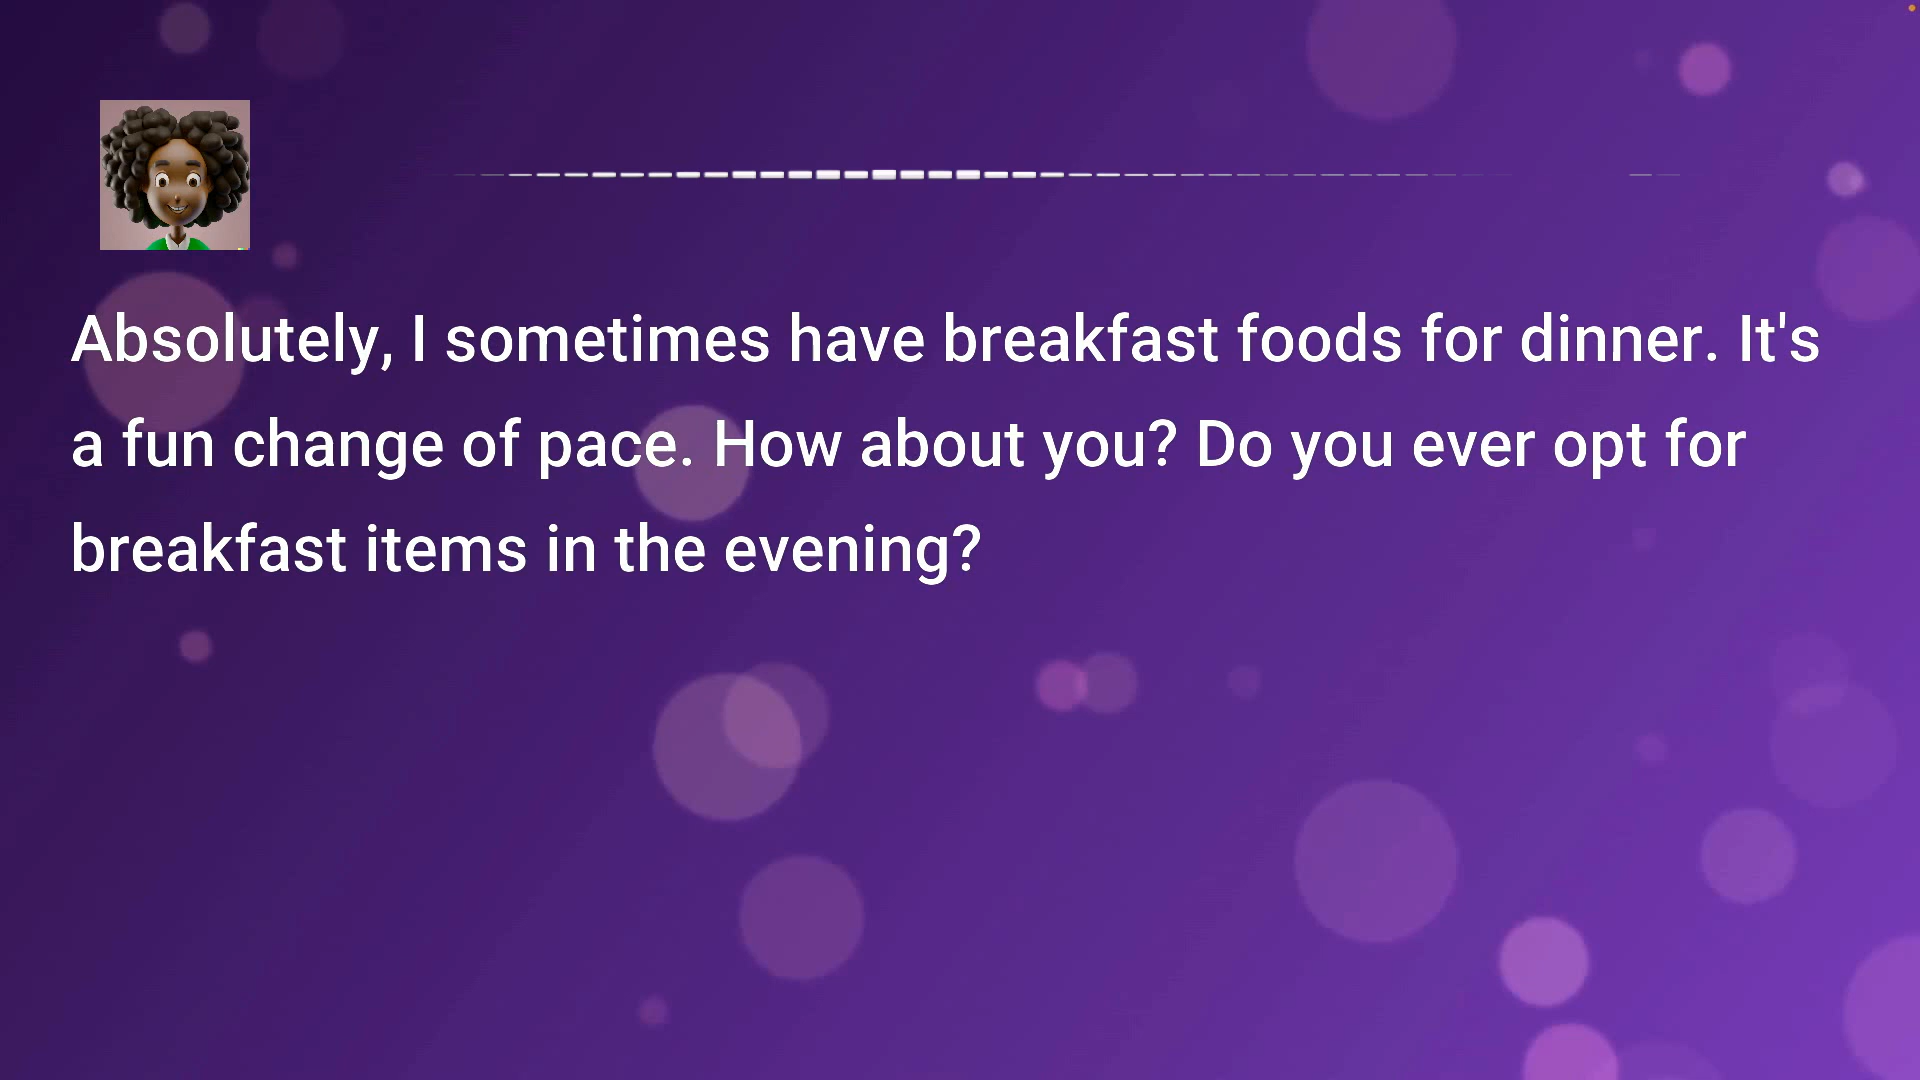 Absolutely, I sometimes have breakfast foods for dinner. It's
a fun change of pace. How about you? Do you ever opt for
breakfast items in the evening?